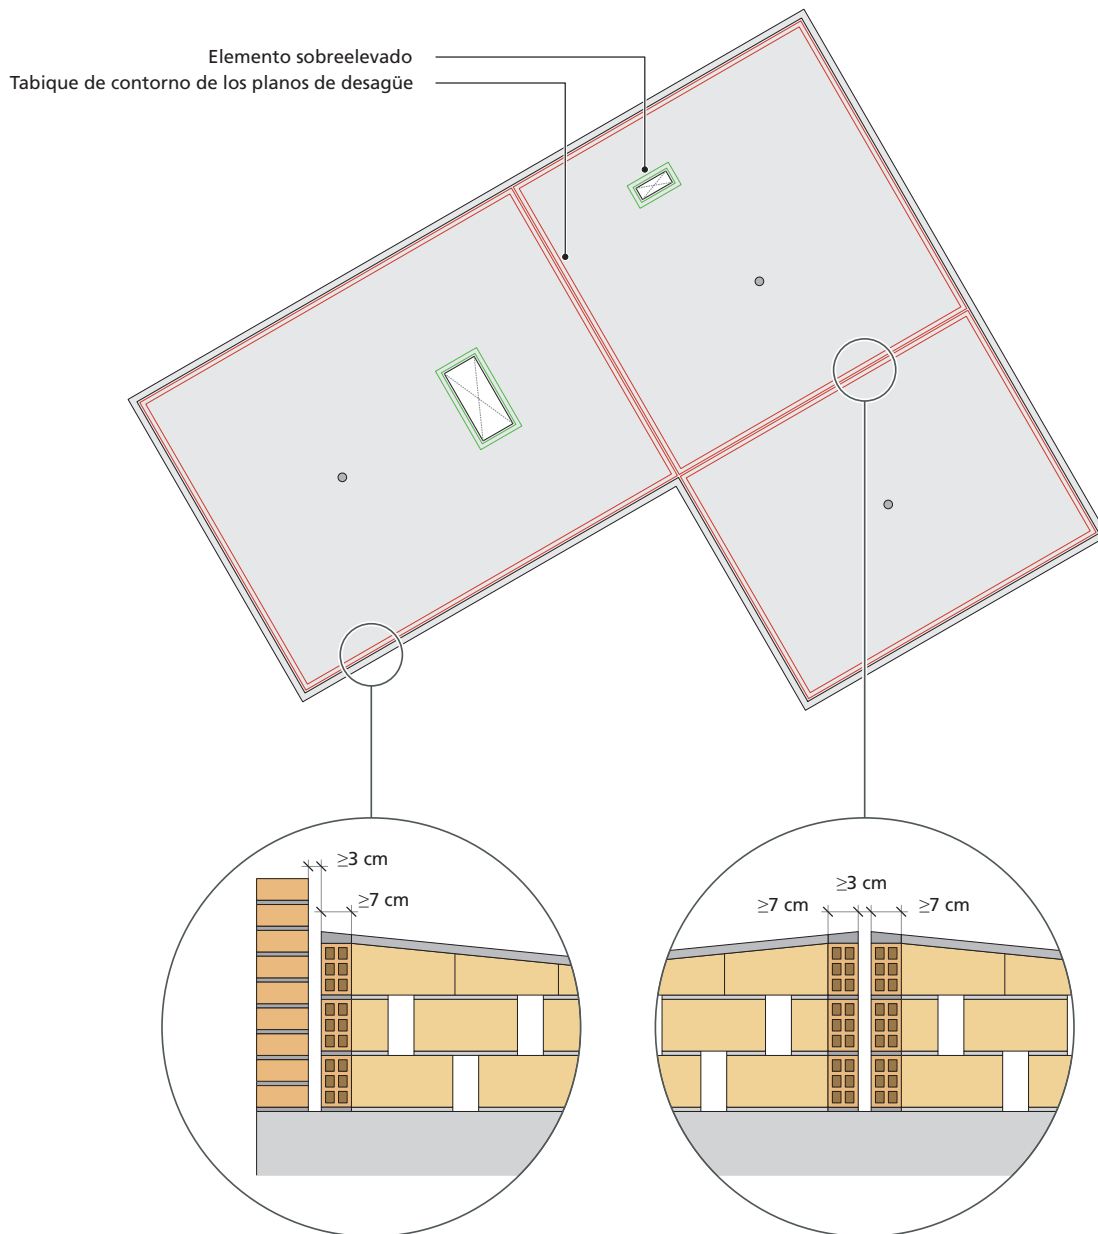 Elemento sobreelevado
Tabique de contorno de los planos de desagüe
≥3 cm
≥7 cm
≥3 cm
≥7 cm
≥7 cm